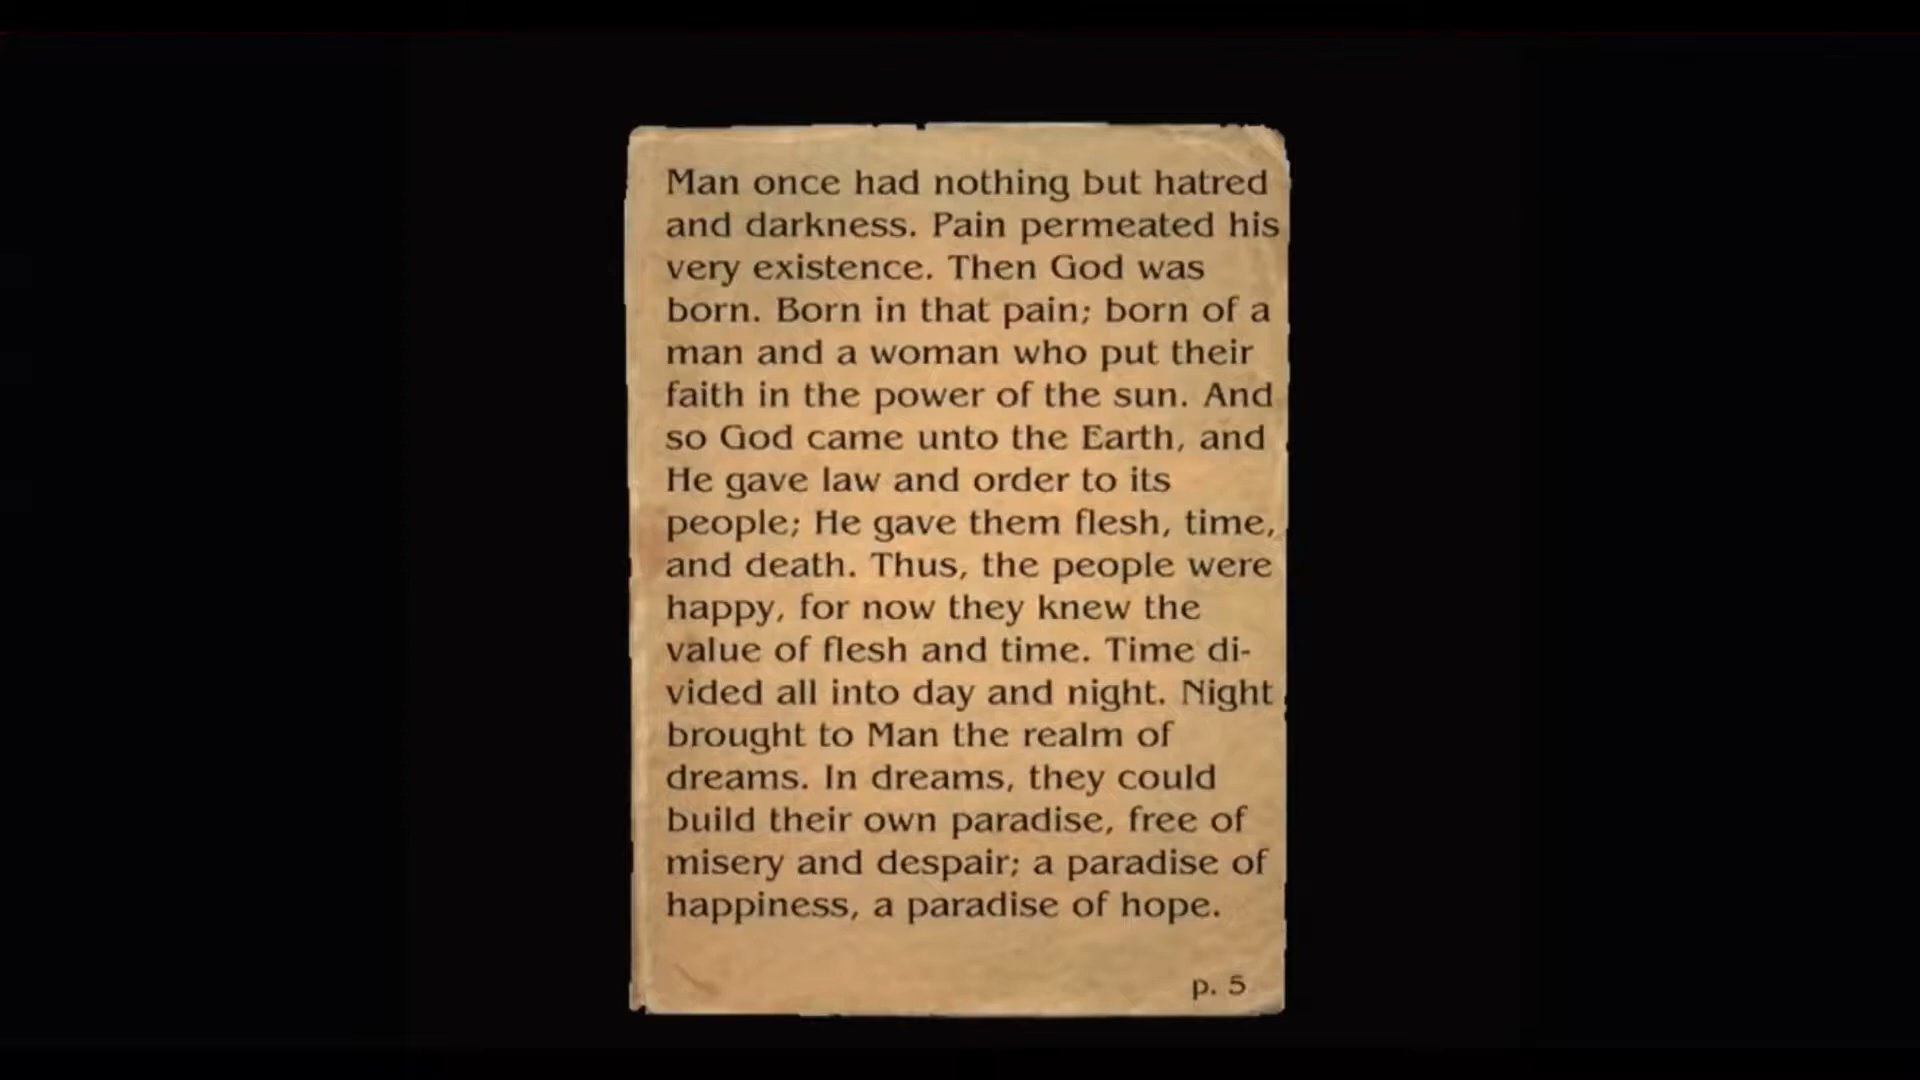 Man once had nothing but hatred
and darkness. Pain permeated his
very existence. Then God was
born. Born in that pain; born of a
man and a woman who put their
faith in the power of the sun. And
so God came unto the Earth, and
He gave law and order to its
people; He gave them flesh, time,
and death. Thus, the people were
happy, for now they knew the
value of flesh and time. Time di-
vided all into day and night. Night
brought to Man the realm of
dreams. In dreams, they could
build their own paradise, free of
misery and despair; a paradise of
happiness, a paradise of hope.
p. 5